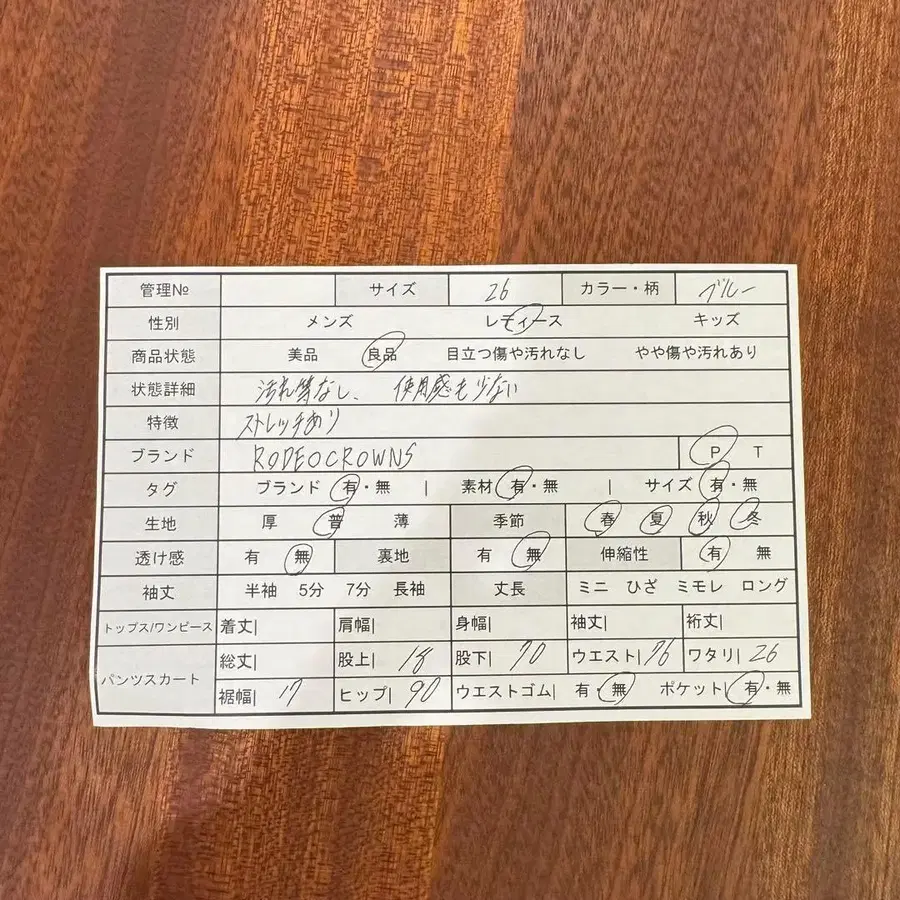 管理№ サイズ 26 カラー・柄 ブルー
性別 メンズ レディース キッズ
商品状態 美品 良品 目立つ傷や汚れなし やや傷や汚れあり
状態詳細 汚れ等なし、使用感も少ない
特徴 ストレッチあり
ブランド RODEOCROWNS P T
タグ ブランド 有・無 | 素材 有・無 | サイズ 有・無
生地 厚 普 薄 季節 春 夏 秋 冬
透け感 有 無 裏地 有 無 伸縮性 有 無
袖丈 半袖 5分 7分 長袖 丈長 ミニ ひざ ミモレ ロング
トップス/ワンピース 着丈| 肩幅| 身幅| 袖丈| 裄丈|
パンツスカート 総丈| 股上| 18 股下| 70 ウエスト| 76 ワタリ| 26
裾幅| 17 ヒップ| 90 ウエストゴム| 有・無 ポケット| 有・無